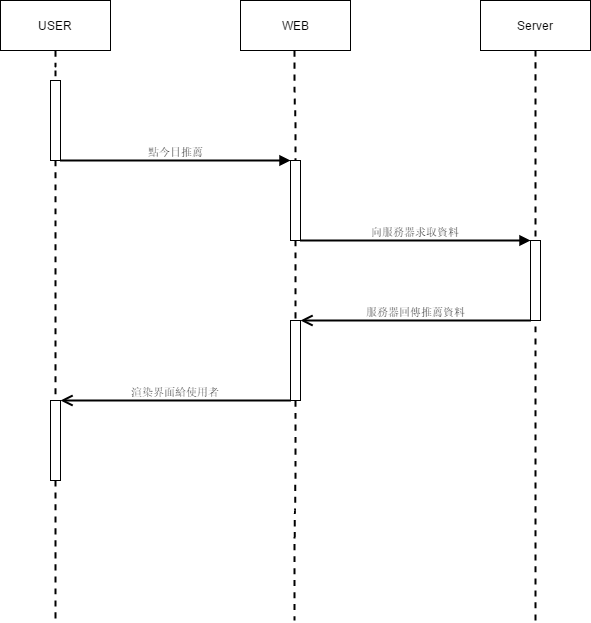 USER
WEB
Server
點今日推薦
向服務器求取資料
服務器回傳推薦資料
渲染界面給使用者